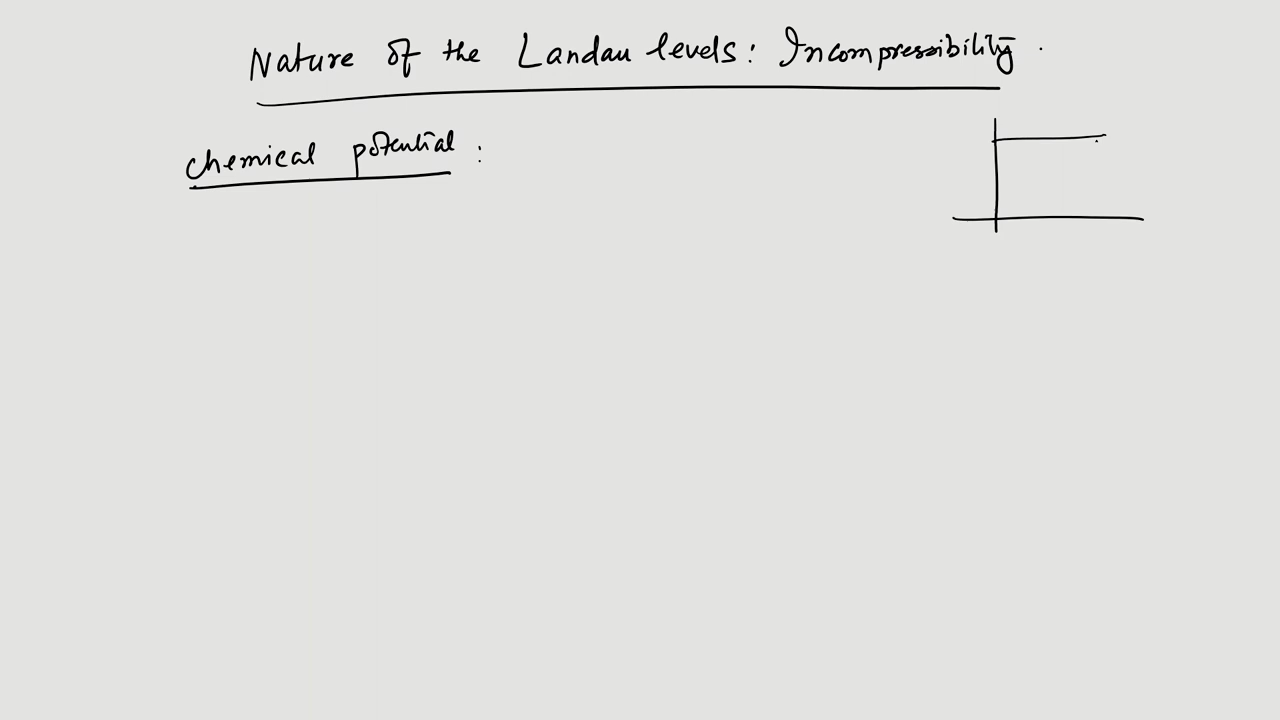 Nature of the Landau levels: Incompressibility.
chemical potential: